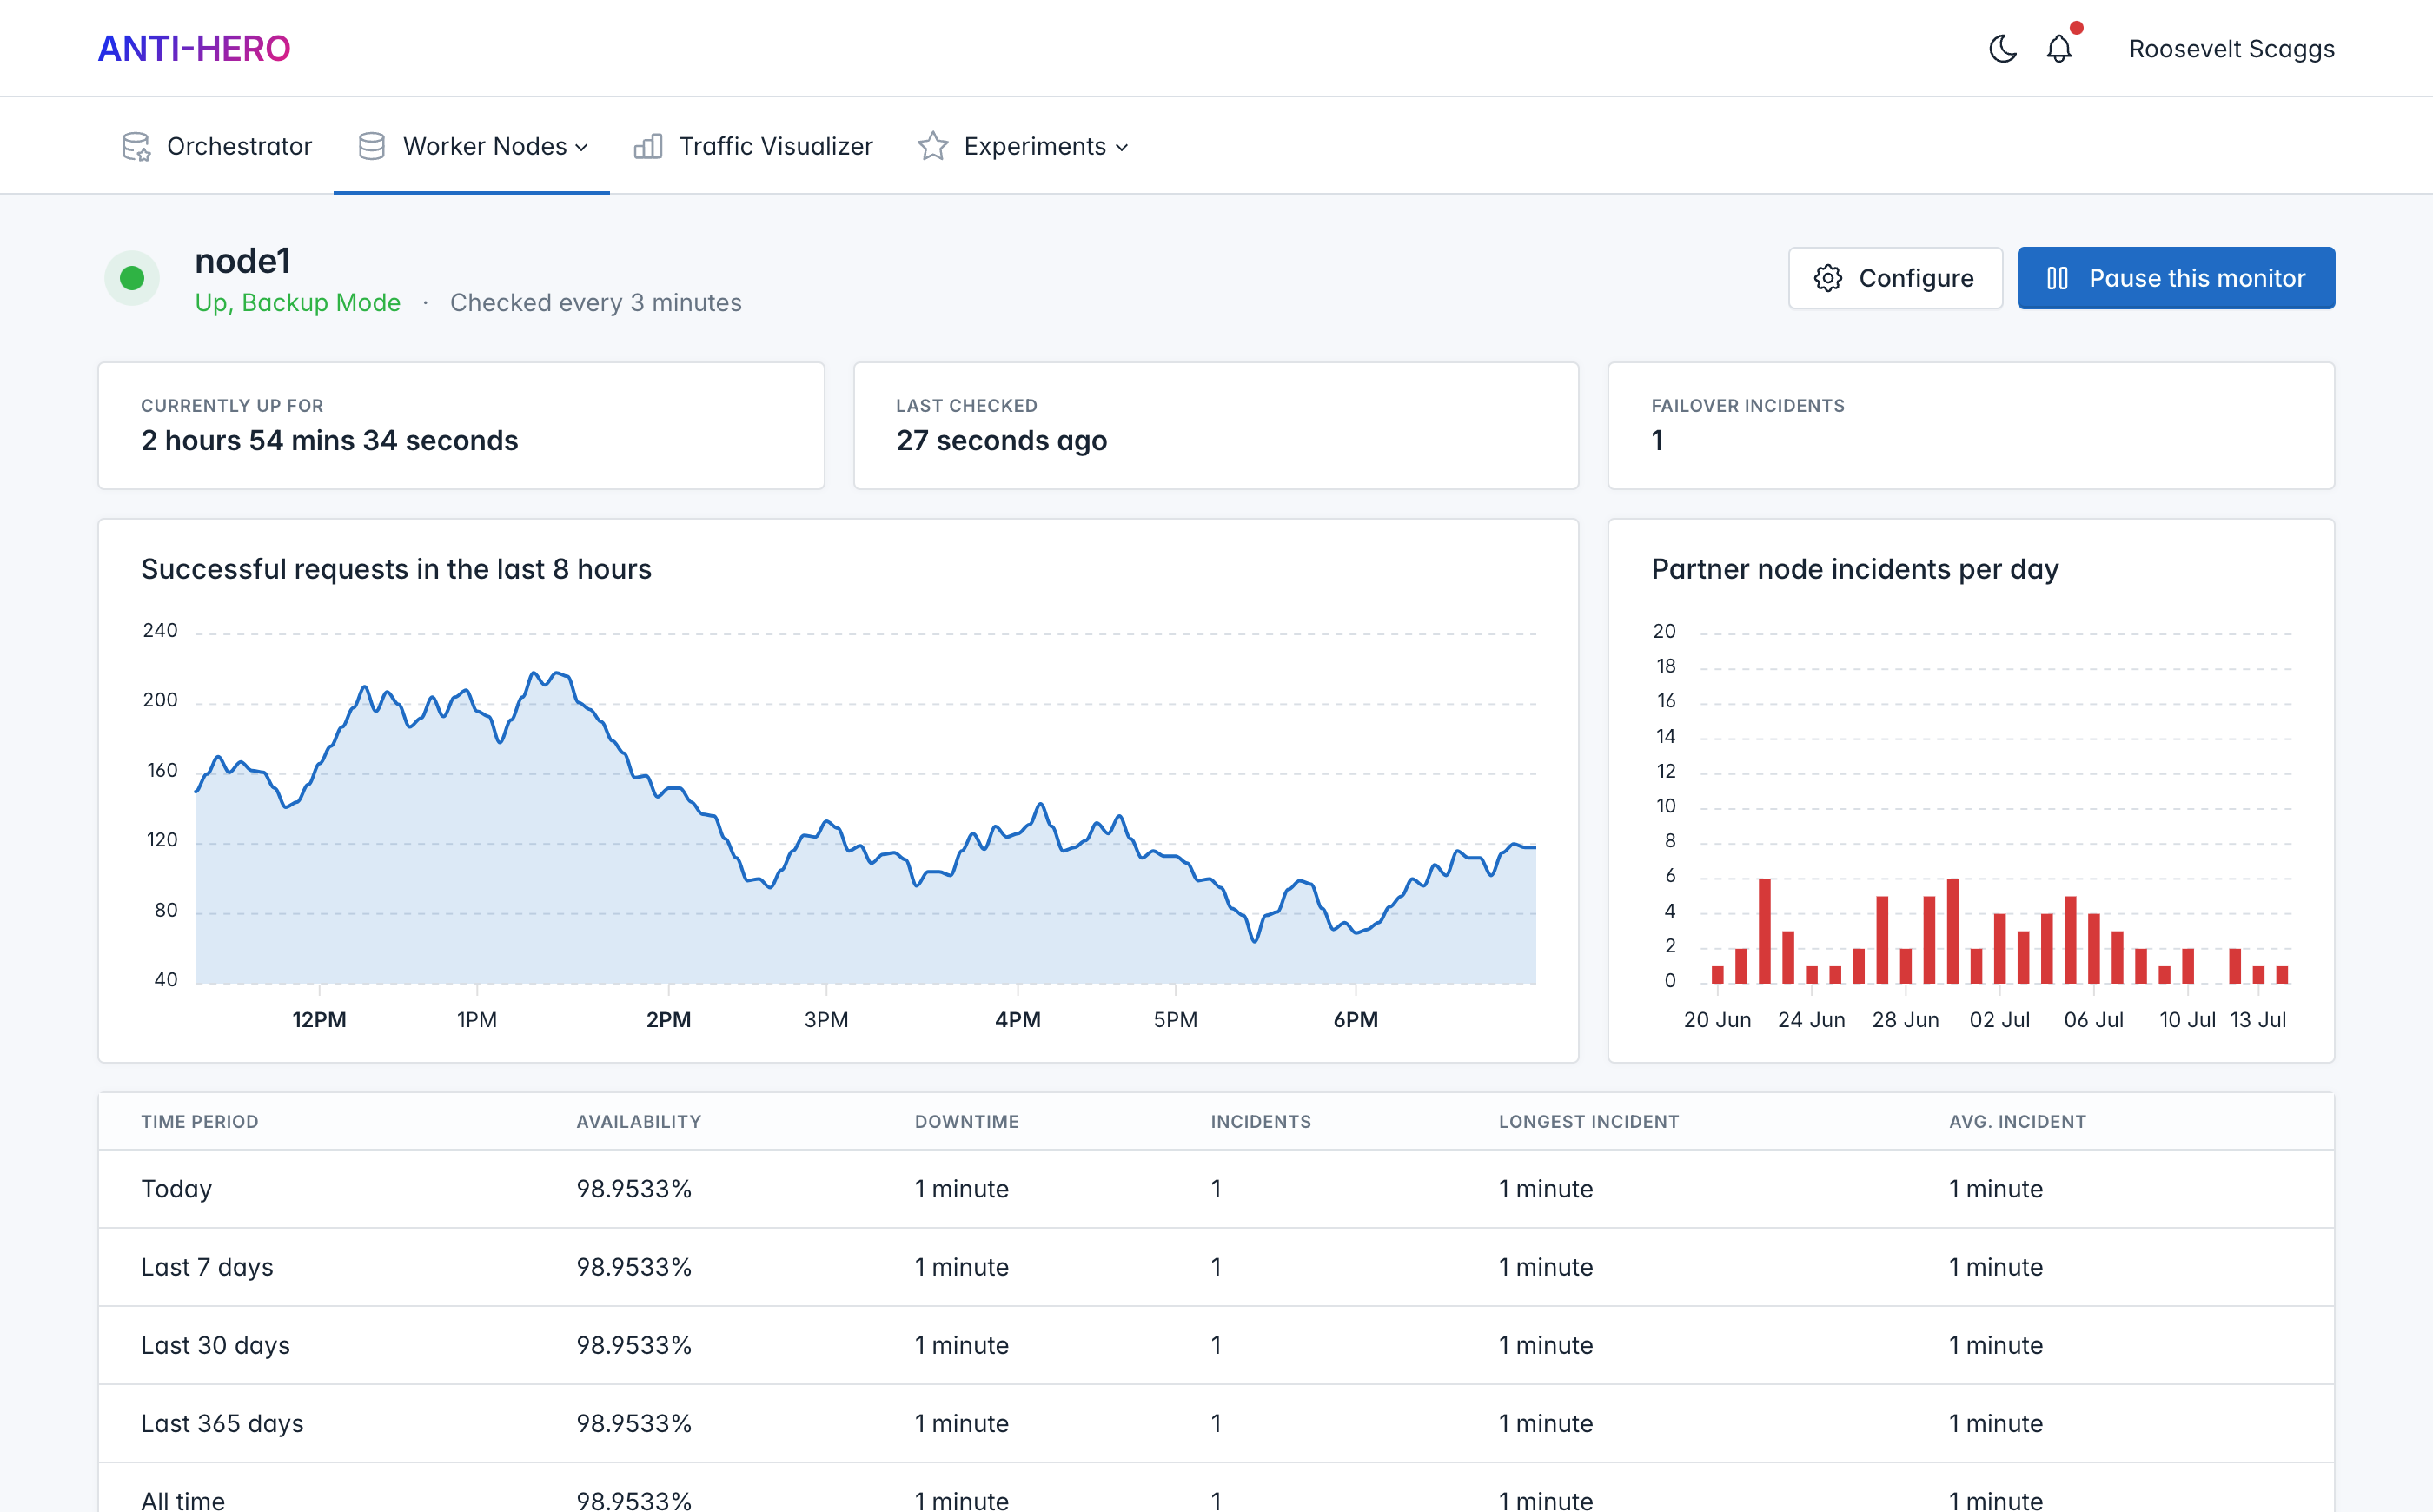 ANTI-HERO
Roosevelt Scaggs
Orchestrator Worker Nodes Traffic Visualizer Experiments
node1
Up, Backup Mode · Checked every 3 minutes
Configure Pause this monitor
CURRENTLY UP FOR
2 hours 54 mins 34 seconds
LAST CHECKED
27 seconds ago
FAILOVER INCIDENTS
1
Successful requests in the last 8 hours
240
200
160
120
80
40
12PM 1PM 2PM 3PM 4PM 5PM 6PM
Partner node incidents per day
20
18
16
14
12
10
8
6
4
2
0
20 Jun 24 Jun 28 Jun 02 Jul 06 Jul 10 Jul 13 Jul
TIME PERIOD AVAILABILITY DOWNTIME INCIDENTS LONGEST INCIDENT AVG. INCIDENT
Today 98.9533% 1 minute 1 1 minute 1 minute
Last 7 days 98.9533% 1 minute 1 1 minute 1 minute
Last 30 days 98.9533% 1 minute 1 1 minute 1 minute
Last 365 days 98.9533% 1 minute 1 1 minute 1 minute
All time 98.9533% 1 minute 1 1 minute 1 minute